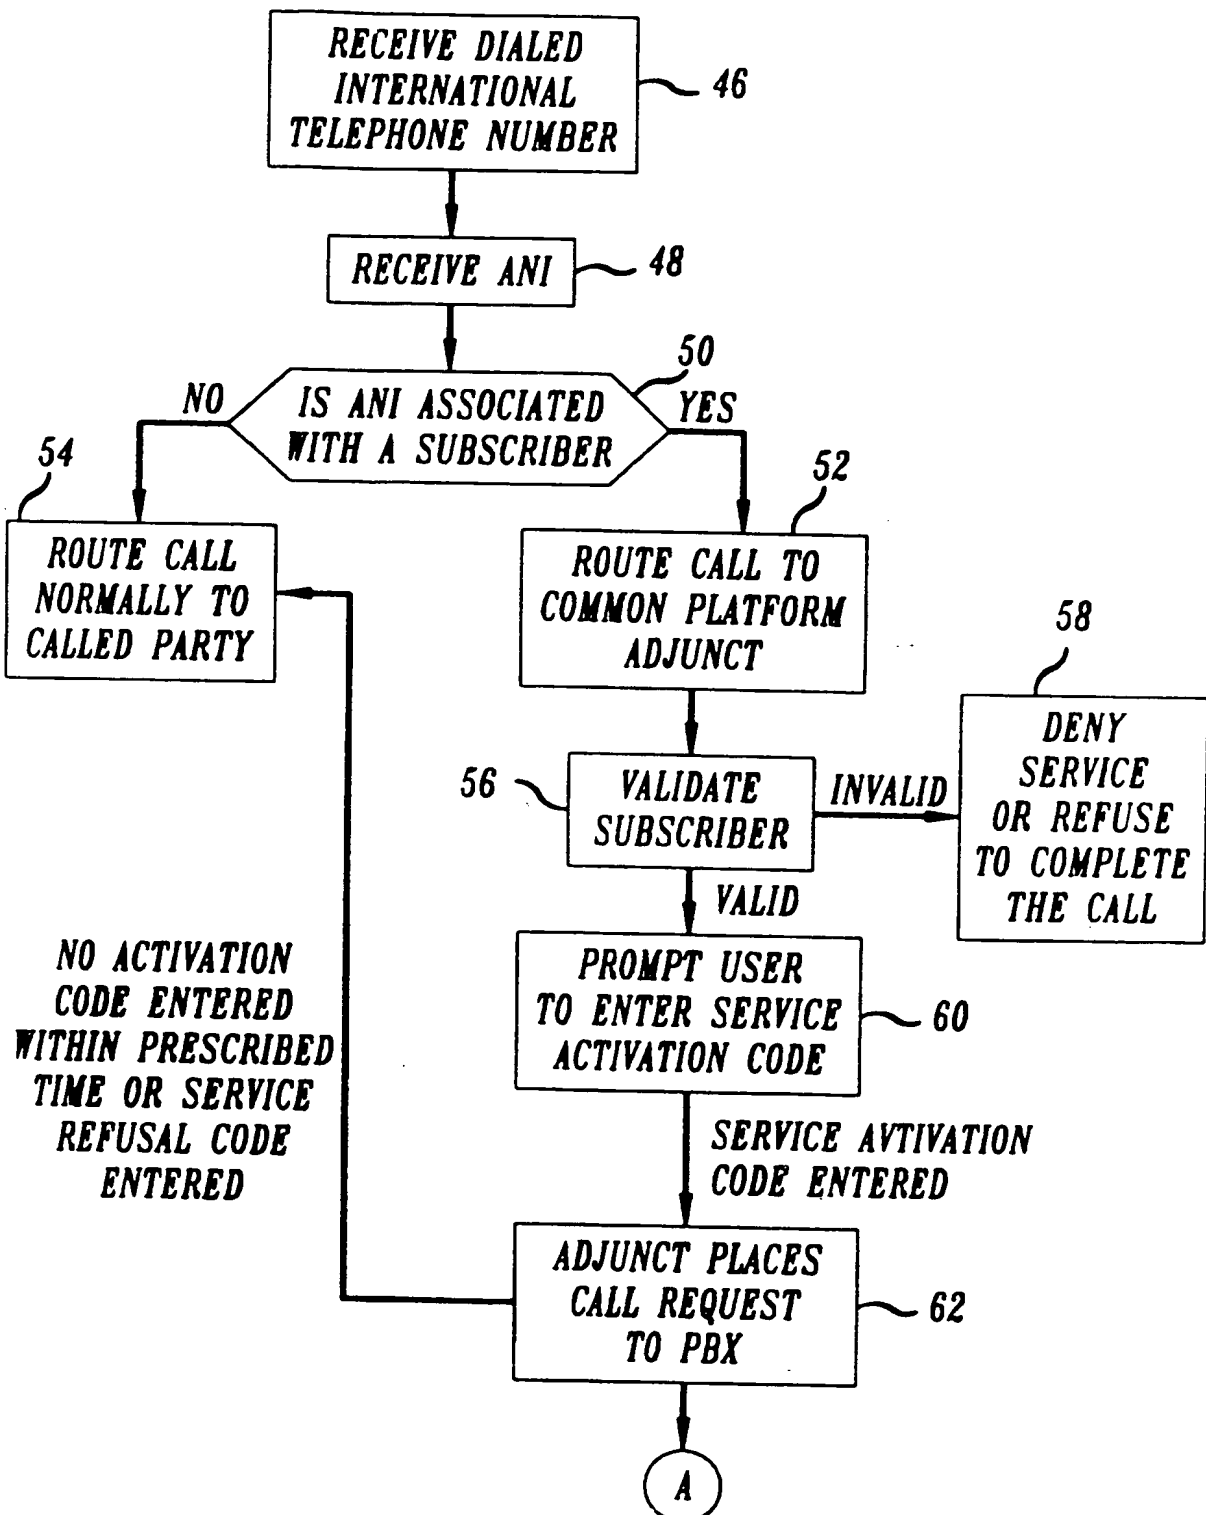 RECEIVE DIALED
INTERNATIONAL
TELEPHONE NUMBER
46
RECEIVE ANI
48
50
NO
IS ANI ASSOCIATED
WITH A SUBSCRIBER
YES
54
ROUTE CALL
NORMALLY TO
CALLED PARTY
52
ROUTE CALL TO
COMMON PLATFORM
ADJUNCT
58
DENY
SERVICE
OR REFUSE
TO COMPLETE
THE CALL
56
VALIDATE
SUBSCRIBER
INVALID
VALID
NO ACTIVATION
CODE ENTERED
WITHIN PRESCRIBED
TIME OR SERVICE
REFUSAL CODE
ENTERED
PROMPT USER
TO ENTER SERVICE
ACTIVATION CODE
60
SERVICE AVTIVATION
CODE ENTERED
ADJUNCT PLACES
CALL REQUEST
TO PBX
62
A